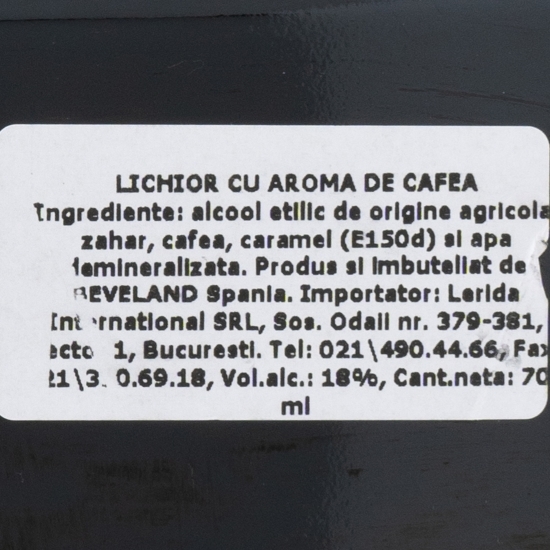 LICHIOR CU AROMA DE CAFEA
Ingrediente: alcool etilic de origine agricola
zahar, cafea, caramel (E150d) si apa
demineralizata. Produs si imbuteliat de
BEVELAND Spania. Importator: Lerida
International SRL, Sos. Odaii nr. 379-381,
1, Bucuresti. Tel: 021\490.44.66, Fax
Vol.alc.: 18%, Cant.neta:
ml